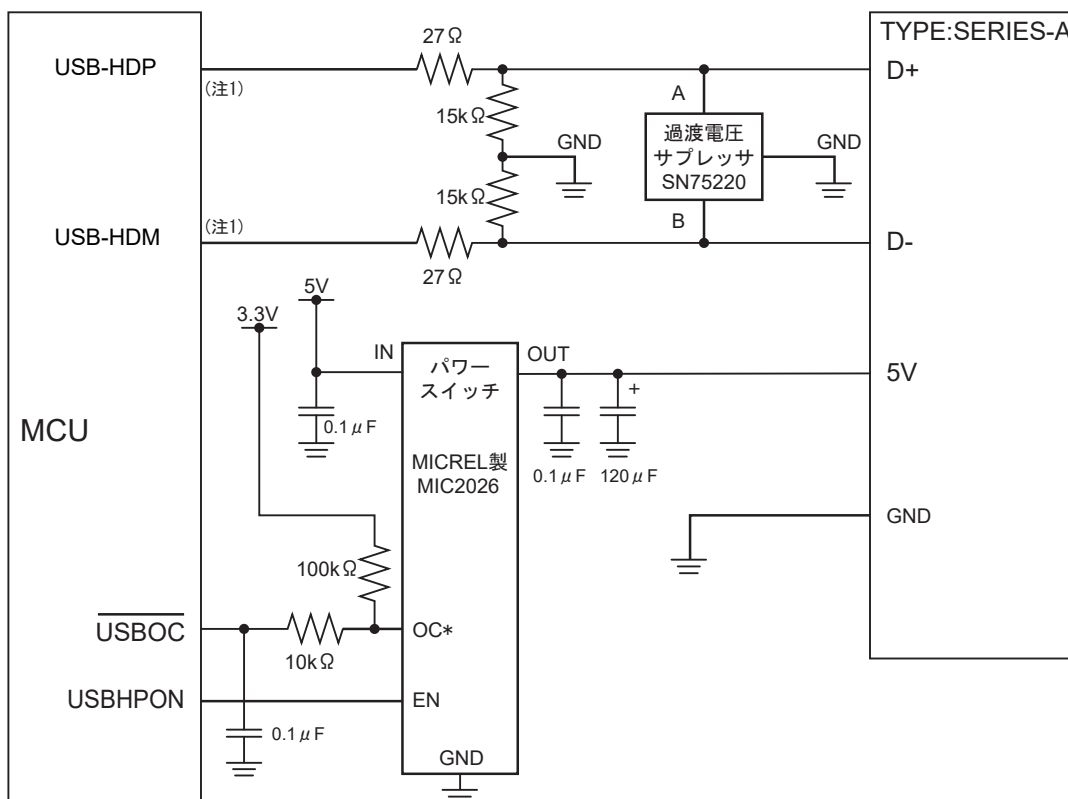 TYPE:SERIES-A
27Ω
USB-HDP
(注1)
D+
A
15kΩ
GND
過渡電圧
サプレッサ
SN75220
GND
15kΩ
B
USB-HDM
(注1)
D-
27Ω
5V
3.3V
IN
OUT
パワー
スイッチ
5V
+
0.1μF
MCU
MICREL製
MIC2026
0.1μF
120μF
GND
100kΩ
USBOC
OC*
10kΩ
USBHPON
EN
0.1μF
GND